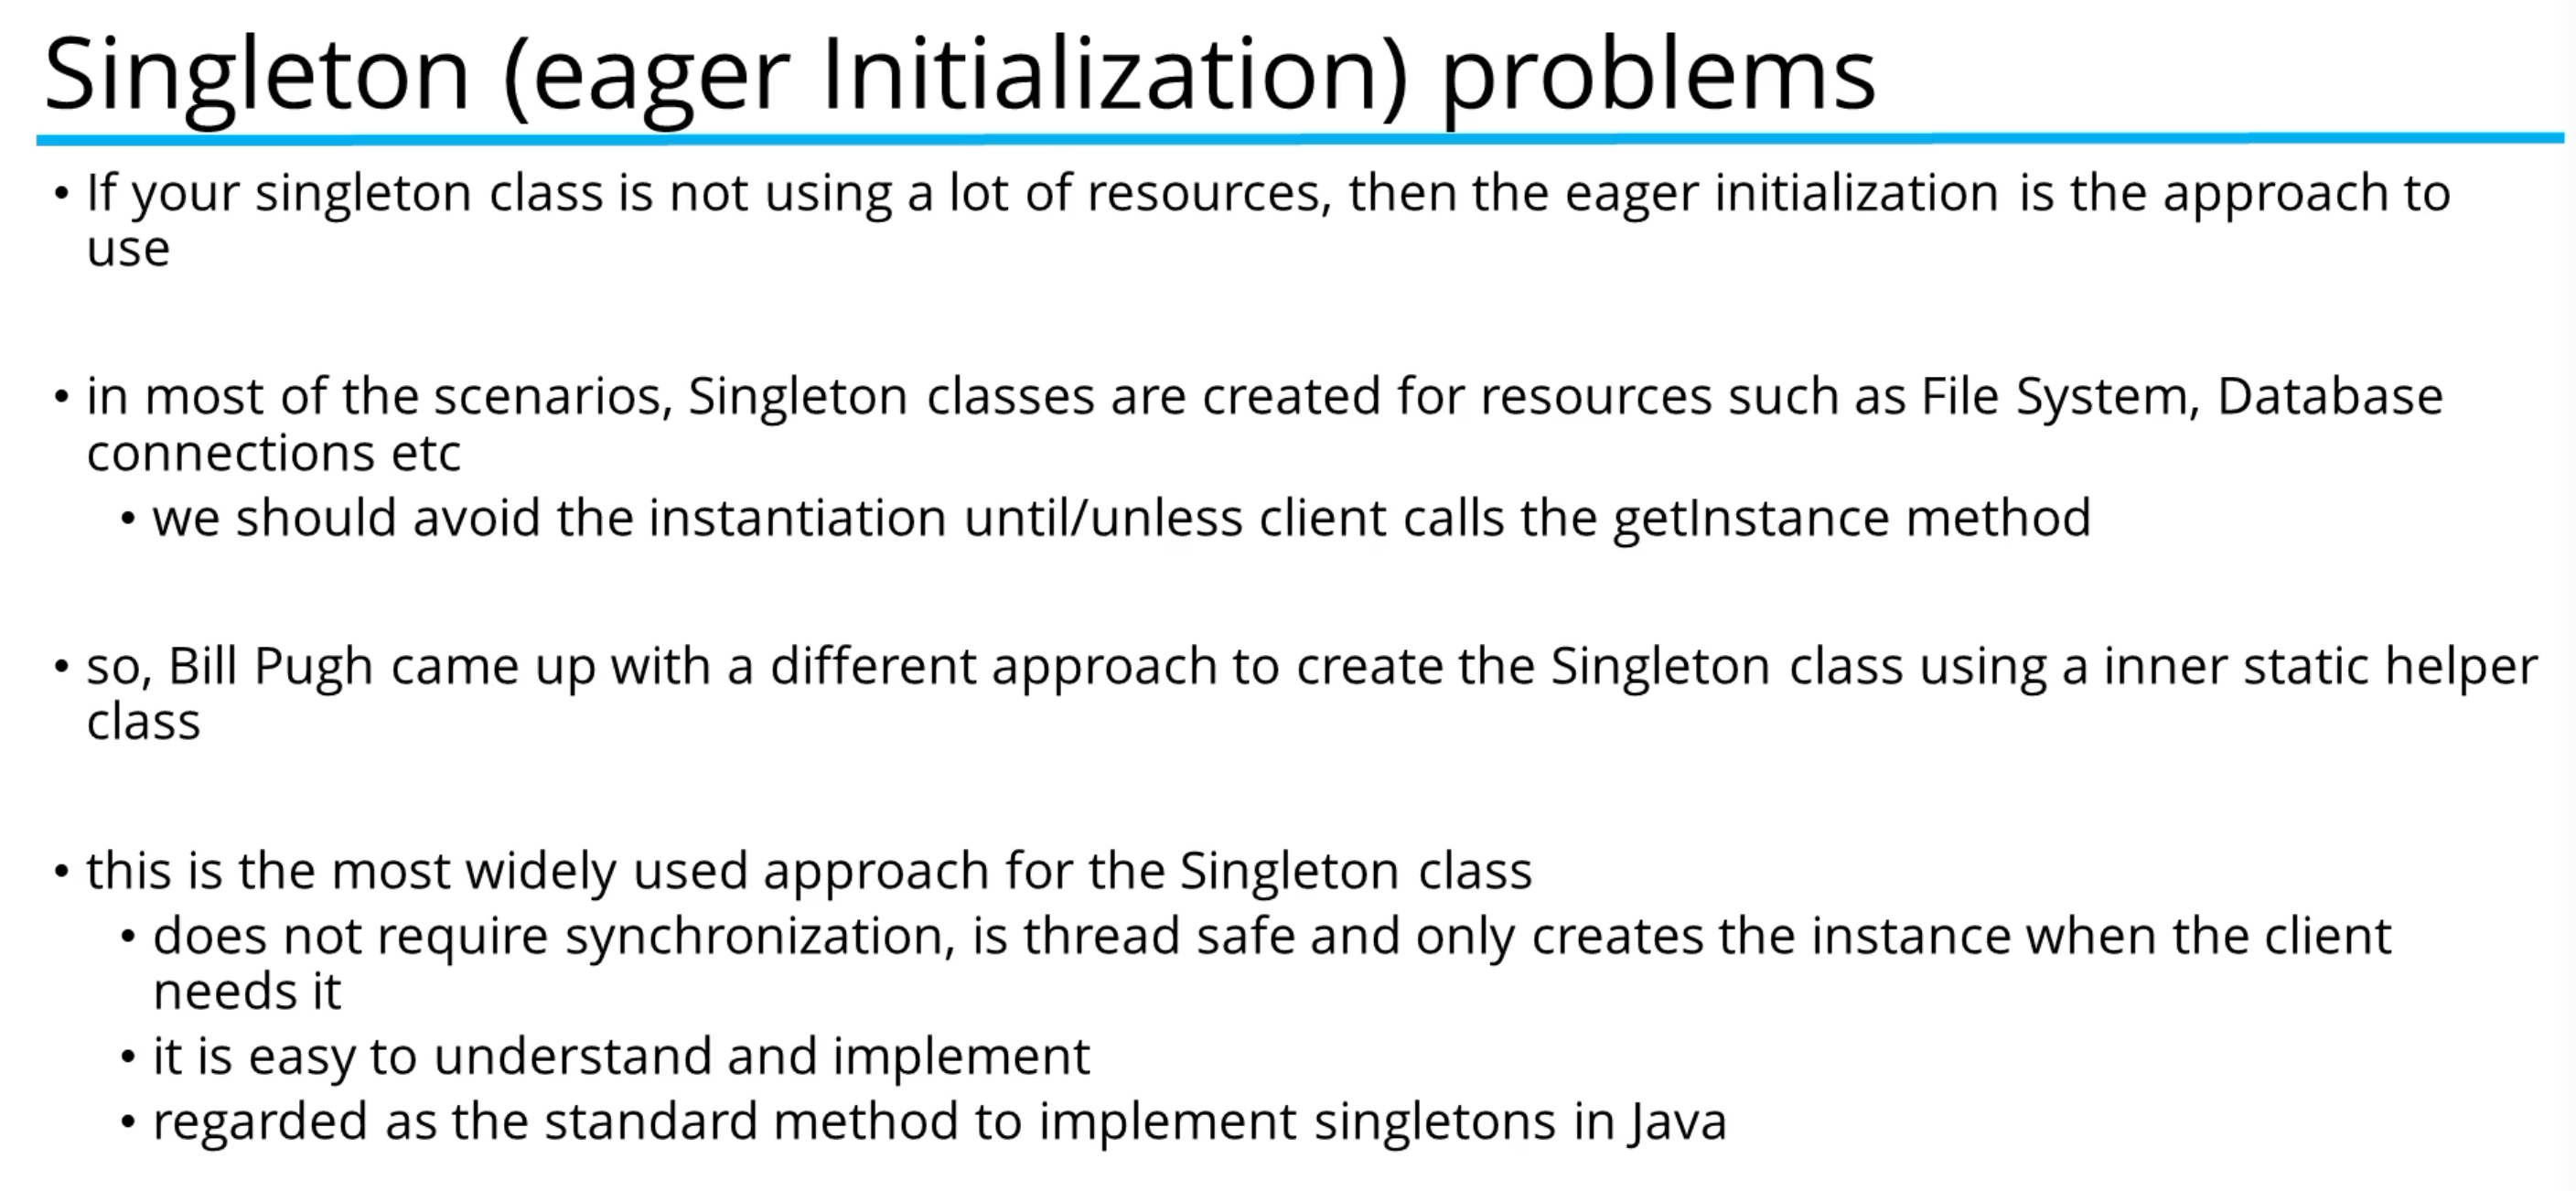 Singleton (eager Initialization) problems
• If your singleton class is not using a lot of resources, then the eager initialization is the approach to
use
• in most of the scenarios, Singleton classes are created for resources such as File System, Database
connections etc
• we should avoid the instantiation until/unless client calls the getInstance method
• so, Bill Pugh came up with a different approach to create the Singleton class using a inner static helper
class
• this is the most widely used approach for the Singleton class
• does not require synchronization, is thread safe and only creates the instance when the client
needs it
• it is easy to understand and implement
• regarded as the standard method to implement singletons in Java